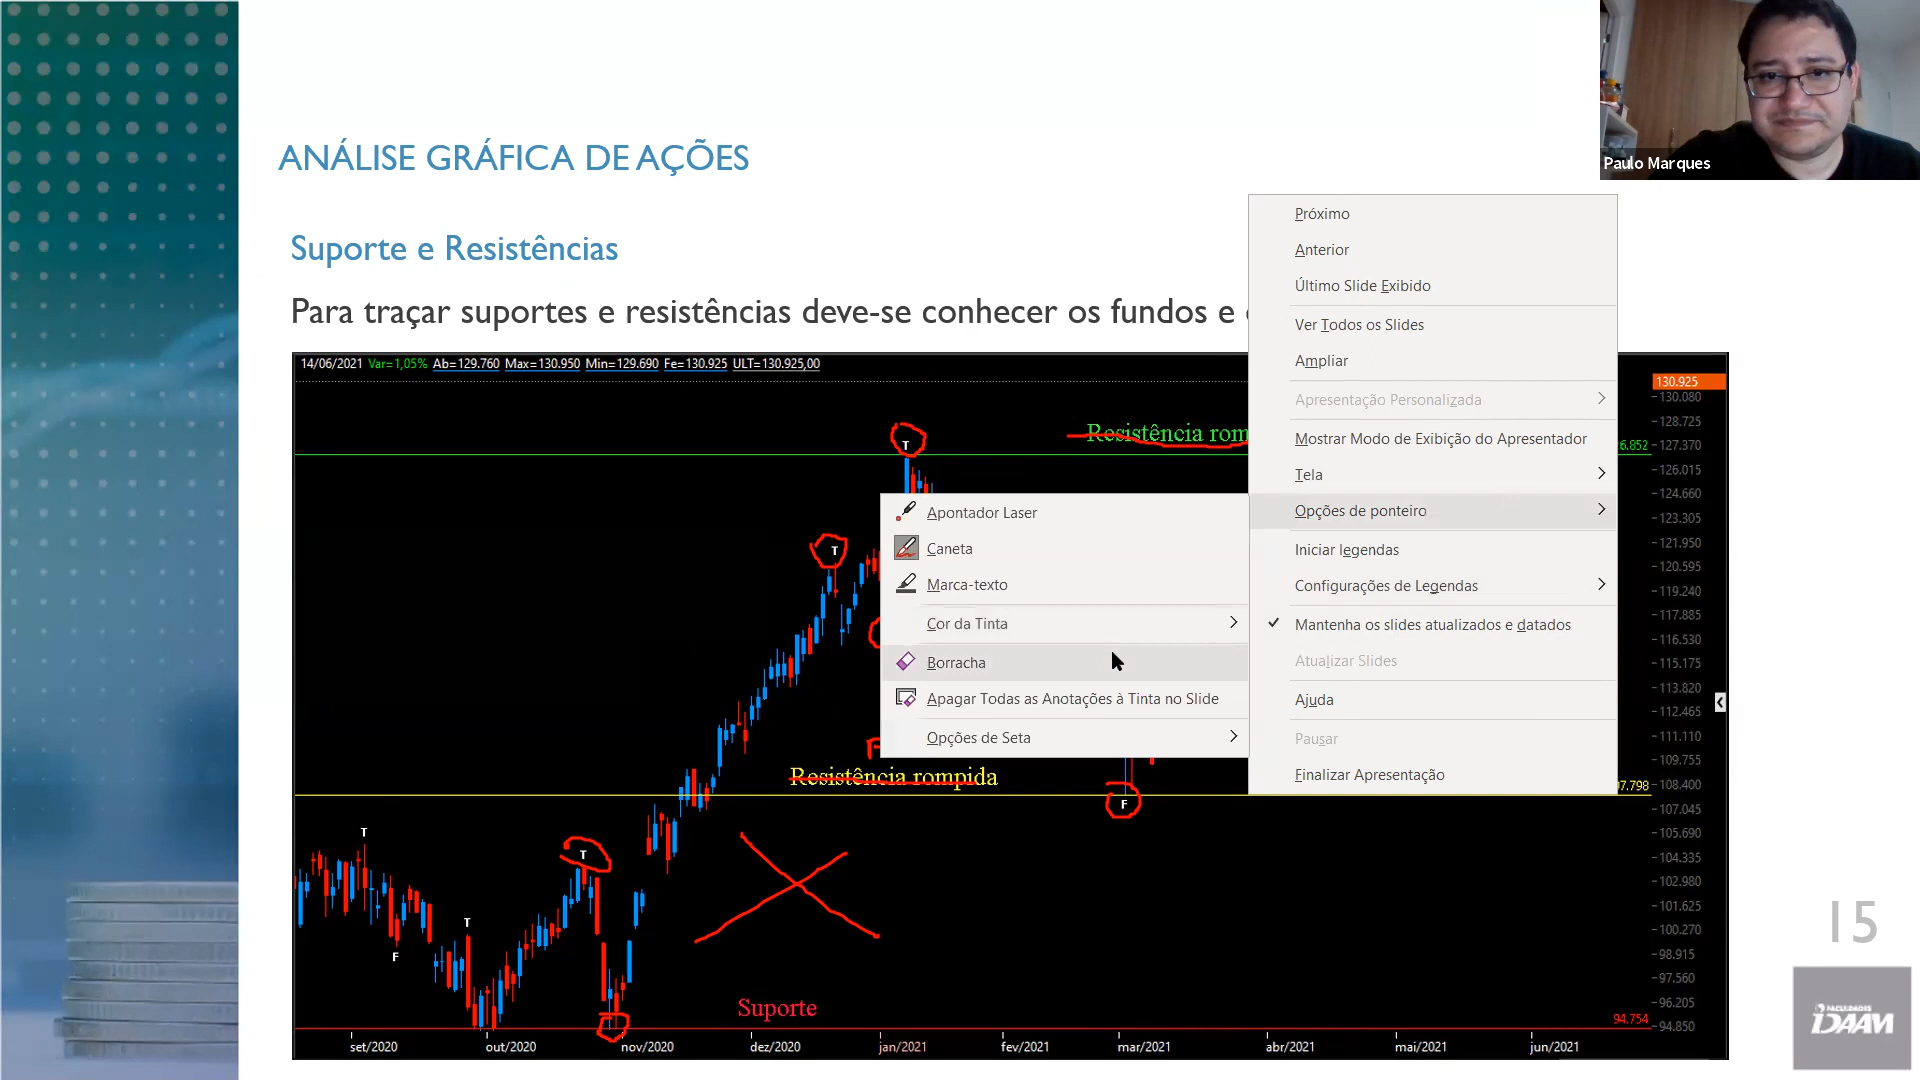 Paulo Marques
ANÁLISE GRÁFICA DE AÇÕES
Suporte e Resistências
Para traçar suportes e resistências deve-se conhecer os fundos e
14/06/2021 Var=1,05% Ab=129.760 Max=130.950 Min=129.690 Fe=130.925 ULT=130.925,00
Próximo
Anterior
Último Slide Exibido
Ver Todos os Slides
Ampliar
Apresentação Personalizada
Mostrar Modo de Exibição do Apresentador
Tela
Opções de ponteiro
Iniciar legendas
Configurações de Legendas
Mantenha os slides atualizados e datados
Atualizar Slides
Ajuda
Pausar
Finalizar Apresentação
Apontador Laser
Caneta
Marca-texto
Cor da Tinta
Borracha
Apagar Todas as Anotações à Tinta no Slide
Opções de Seta
Resistência rom
T
T
Resistência rompida
F
T
T
T
F
Suporte
130.925
130.080
128.725
127.370
6.852
126.015
124.660
123.305
121.950
120.595
119.240
117.885
116.530
115.175
113.820
112.465
111.110
109.755
108.400
7.798
107.045
105.690
104.335
102.980
101.625
100.270
98.915
97.560
96.205
94.754
94.850
set/2020 out/2020 nov/2020 dez/2020 jan/2021 fev/2021 mar/2021 abr/2021 mai/2021 jun/2021
15
FACULDADES
IDAAM